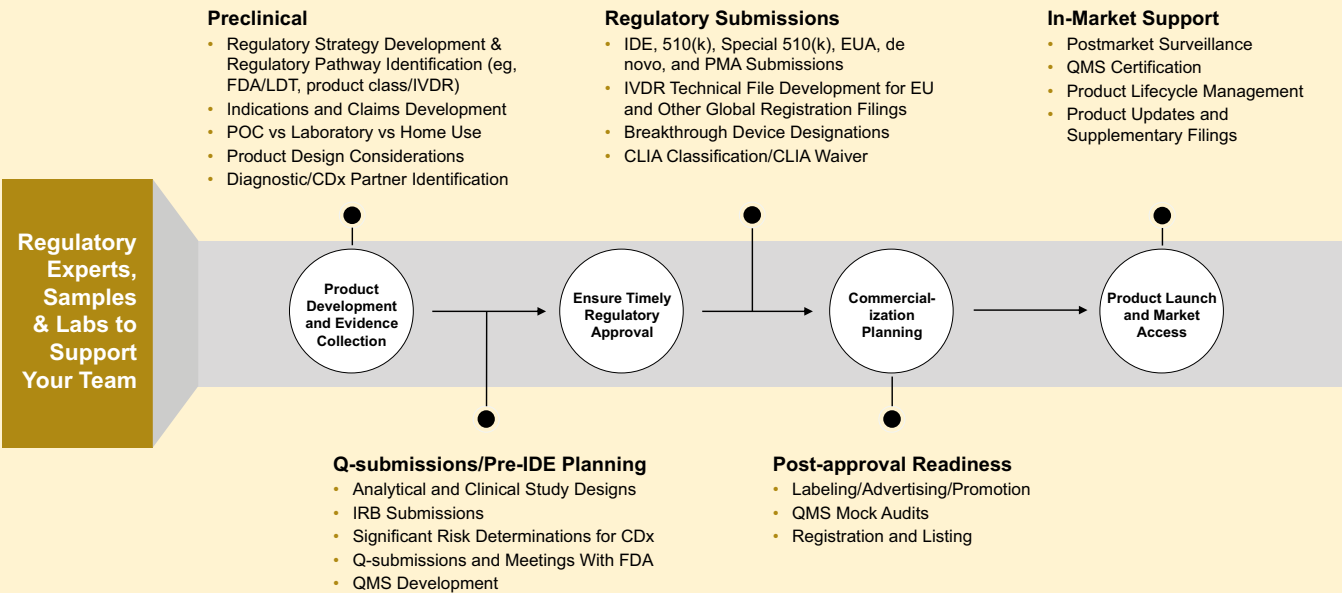 Preclinical
• Regulatory Strategy Development &
Regulatory Pathway Identification (eg,
FDA/LDT, product class/IVDR)
• Indications and Claims Development
• POC vs Laboratory vs Home Use
• Product Design Considerations
• Diagnostic/CDx Partner Identification
Regulatory Submissions
• IDE, 510(k), Special 510(k), EUA, de
novo, and PMA Submissions
• IVDR Technical File Development for EU
and Other Global Registration Filings
• Breakthrough Device Designations
• CLIA Classification/CLIA Waiver
In-Market Support
• Postmarket Surveillance
• QMS Certification
• Product Lifecycle Management
• Product Updates and
Supplementary Filings
Regulatory
Experts,
Samples
& Labs to
Support
Your Team
Product
Development
and Evidence
Collection
Ensure Timely
Regulatory
Approval
Commercial-
ization
Planning
Product Launch
and Market
Access
Q-submissions/Pre-IDE Planning
• Analytical and Clinical Study Designs
• IRB Submissions
• Significant Risk Determinations for CDx
• Q-submissions and Meetings With FDA
• QMS Development
Post-approval Readiness
• Labeling/Advertising/Promotion
• QMS Mock Audits
• Registration and Listing